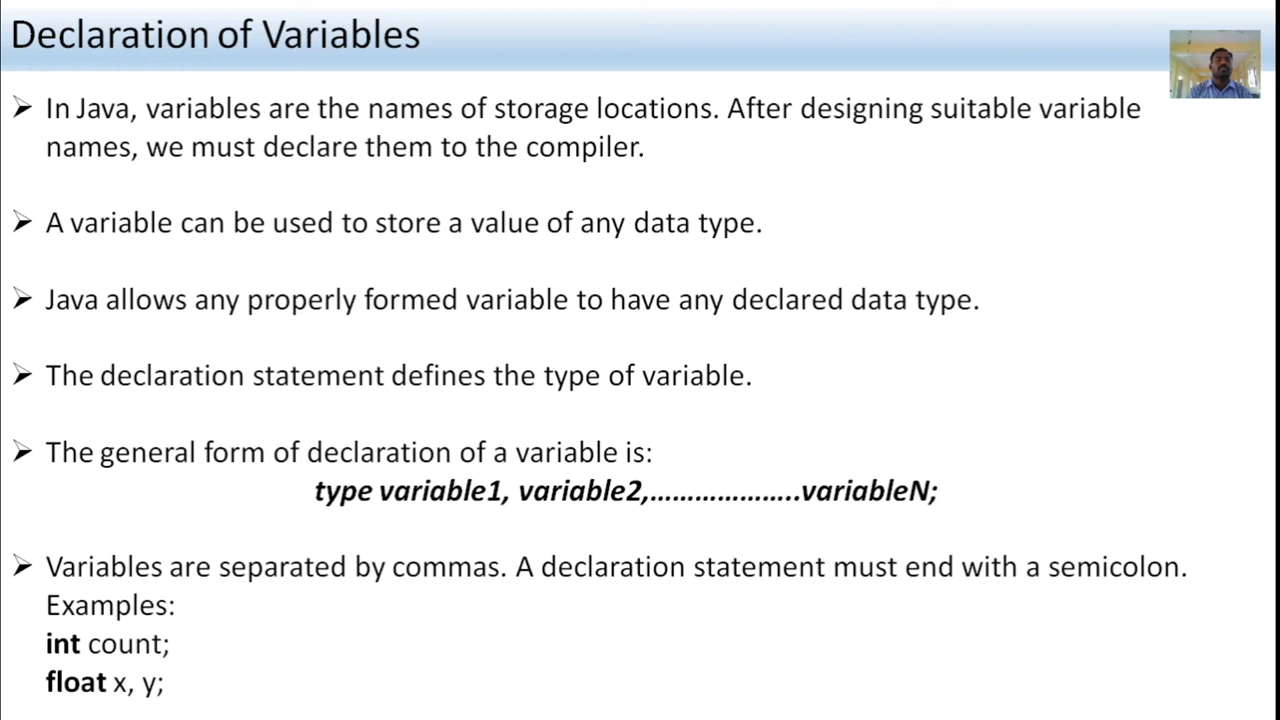 Declaration of Variables
➢ In Java, variables are the names of storage locations. After designing suitable variable
names, we must declare them to the compiler.
➢ A variable can be used to store a value of any data type.
➢ Java allows any properly formed variable to have any declared data type.
➢ The declaration statement defines the type of variable.
➢ The general form of declaration of a variable is:
type variable1, variable2,....................variableN;
➢ Variables are separated by commas. A declaration statement must end with a semicolon.
Examples:
int count;
float x, y;